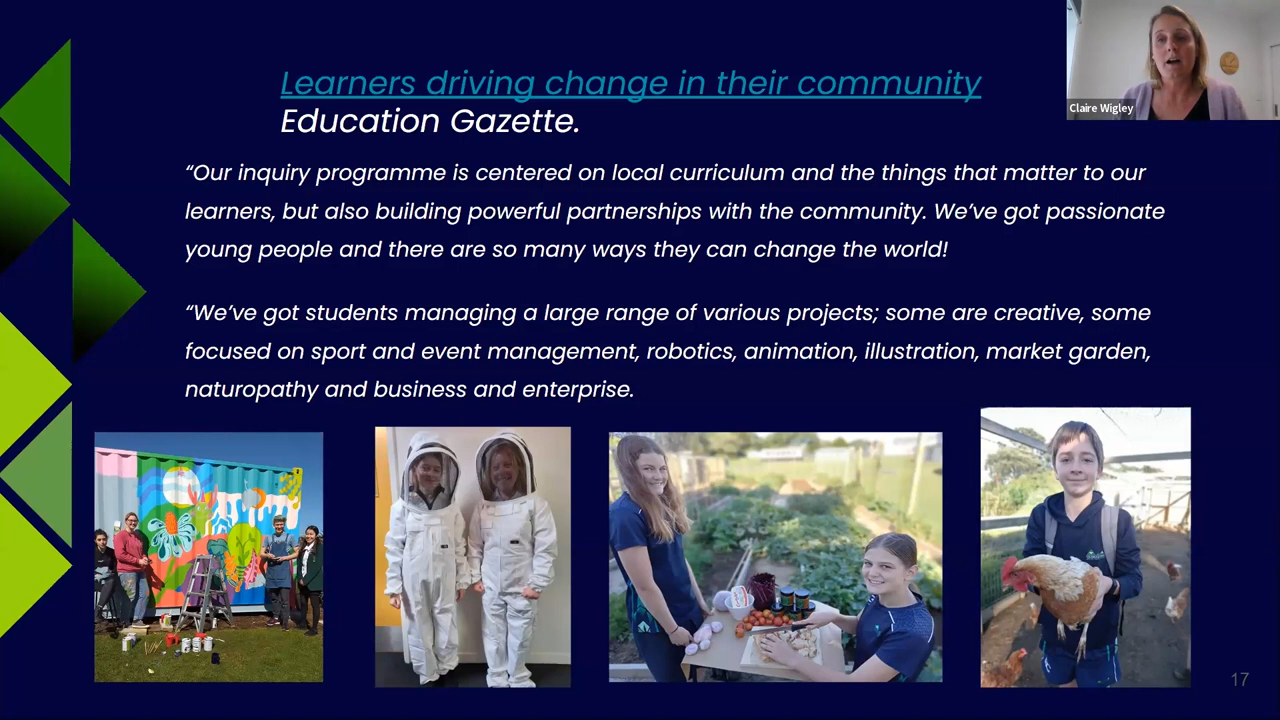 Claire Wigley
Learners driving change in their community
Education Gazette.
“Our inquiry programme is centered on local curriculum and the things that matter to our
learners, but also building powerful partnerships with the community. We’ve got passionate
young people and there are so many ways they can change the world!
“We’ve got students managing a large range of various projects; some are creative, some
focused on sport and event management, robotics, animation, illustration, market garden,
naturopathy and business and enterprise.
17